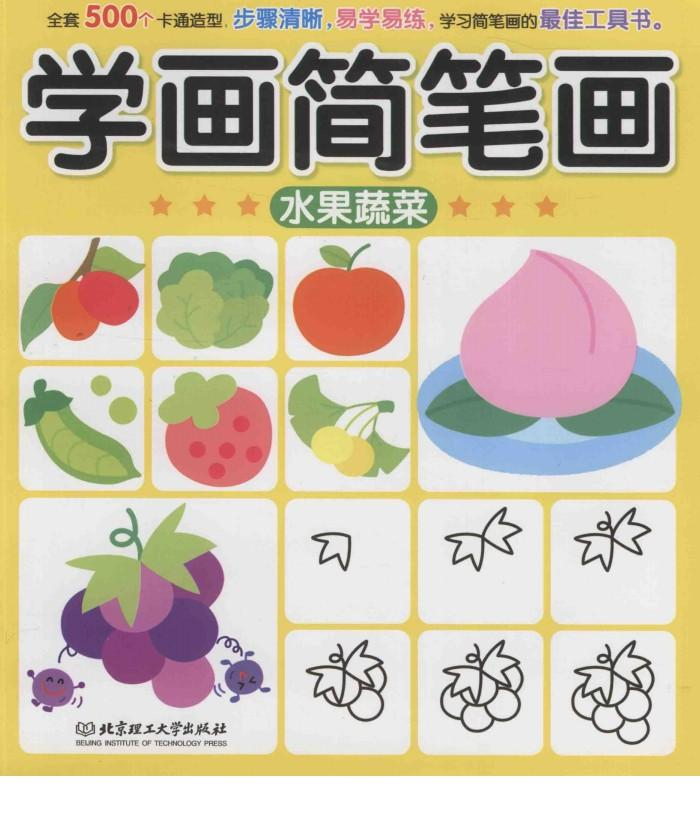 全套500个卡通造型，步骤清晰，易学易练，学习简笔画的最佳工具书。
学画简笔画
水果蔬菜
北京理工大学出版社
BEIJING INSTITUTE OF TECHNOLOGY PRESS